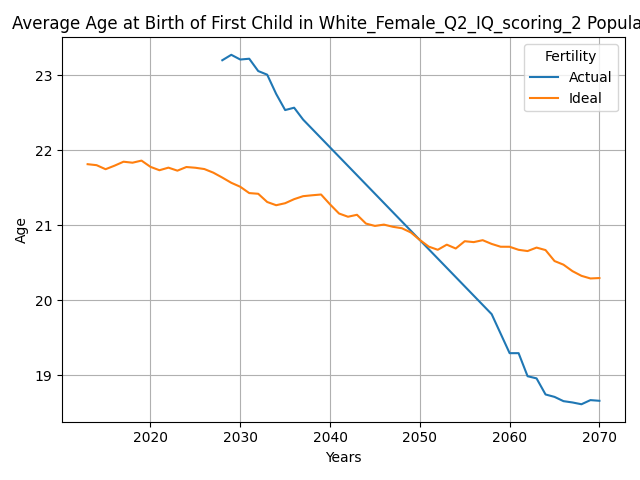 Average Age at Birth of First Child in White_Female_Q2_IQ_scoring_2 Popula
Fertility
Actual
Ideal
23
22
21
20
19
Age
2020 2030 2040 2050 2060 2070
Years